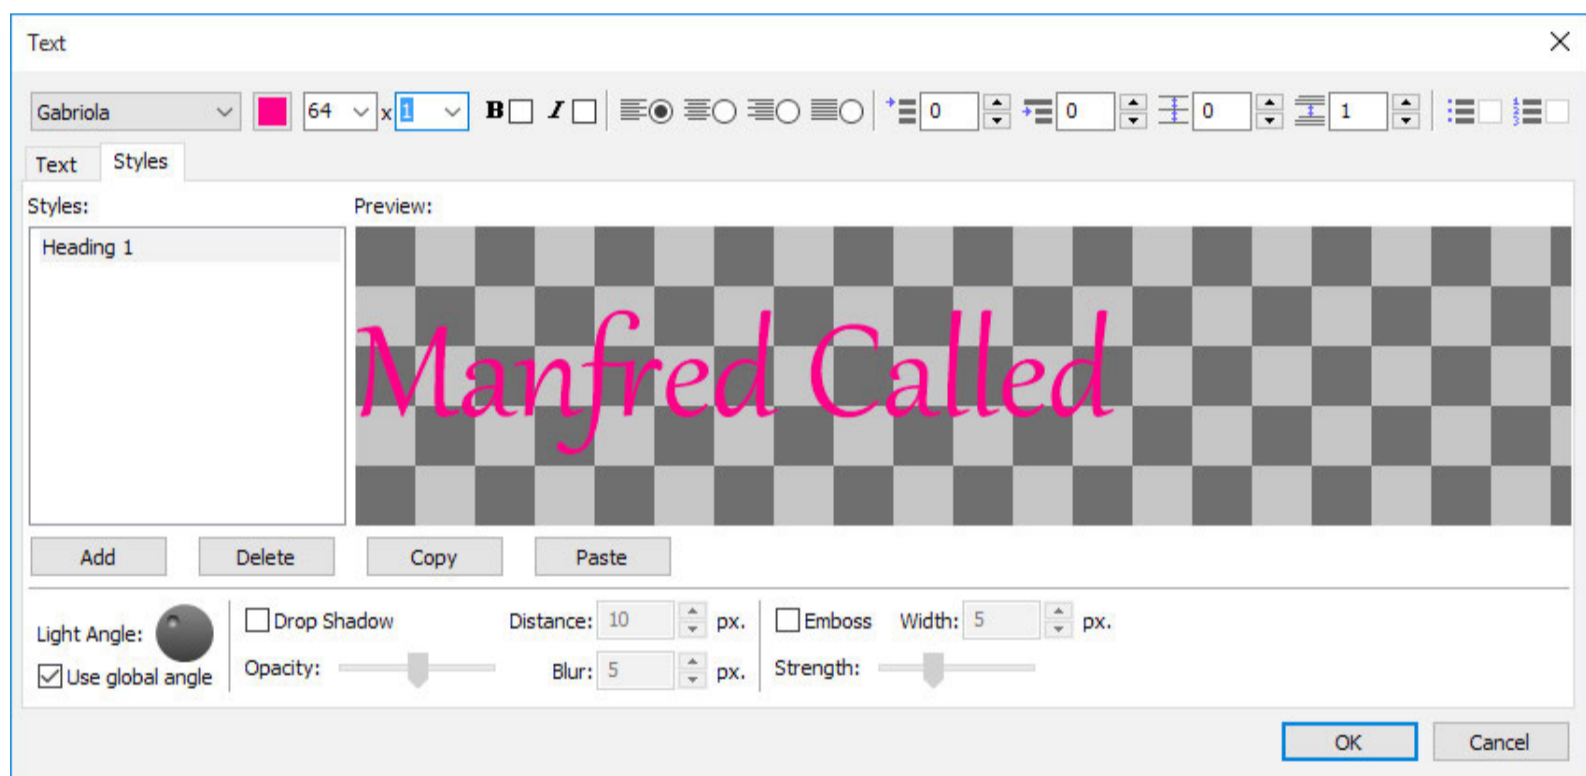 Text
Gabriola 64 x 1 B I 0 0 0 1
Text Styles
Styles: Preview:
Heading 1
Manfred Called
Add Delete Copy Paste
Light Angle: Drop Shadow Distance: 10 px. Emboss Width: 5 px.
Use global angle Opacity: Blur: 5 px. Strength:
OK Cancel